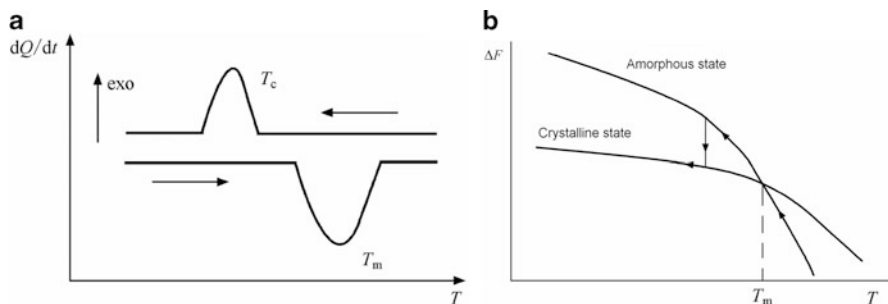 a
dQ/dt
exo
T_c
T_m
T
b
ΔF
Amorphous state
Crystalline state
T_m
T